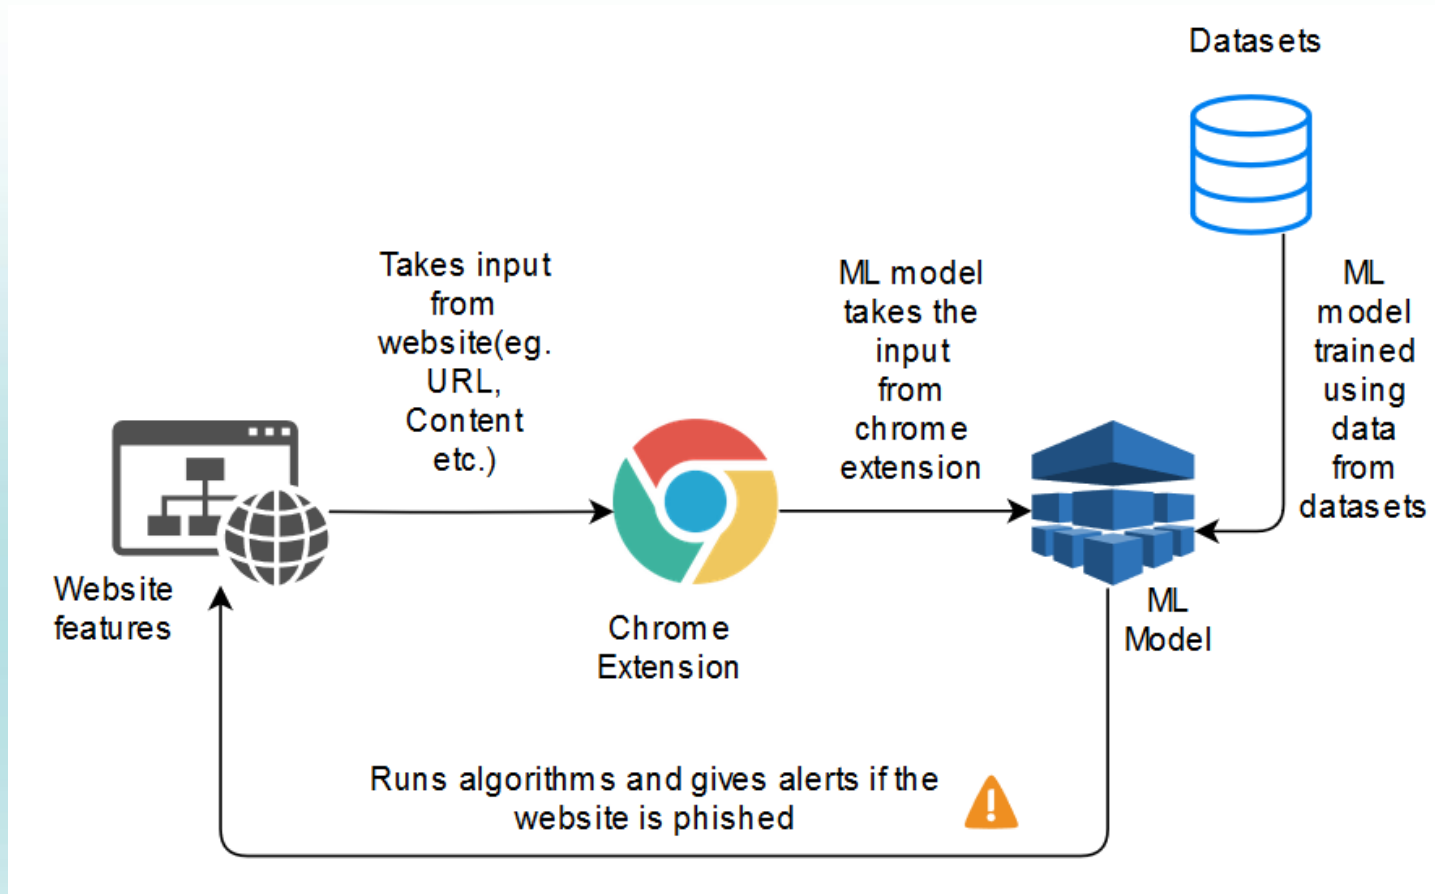 Datasets
Takes input
from
website(eg.
URL,
Content
etc.)
ML model
takes the
input
from
chrome
extension
ML
model
trained
using
data
from
datasets
Website
features
Chrome
Extension
ML
Model
Runs algorithms and gives alerts if the
website is phished